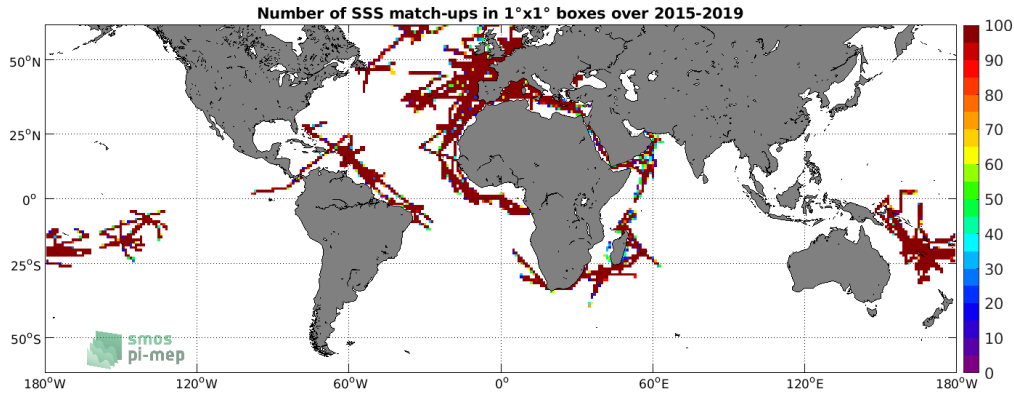 Number of SSS match-ups in 1°x1° boxes over 2015-2019
100
90
80
70
60
50
40
30
20
10
0
50°N
25°N
0°
25°S
50°S
smos
pi-mep
180°W
120°W
60°W
0°
60°E
120°E
180°W